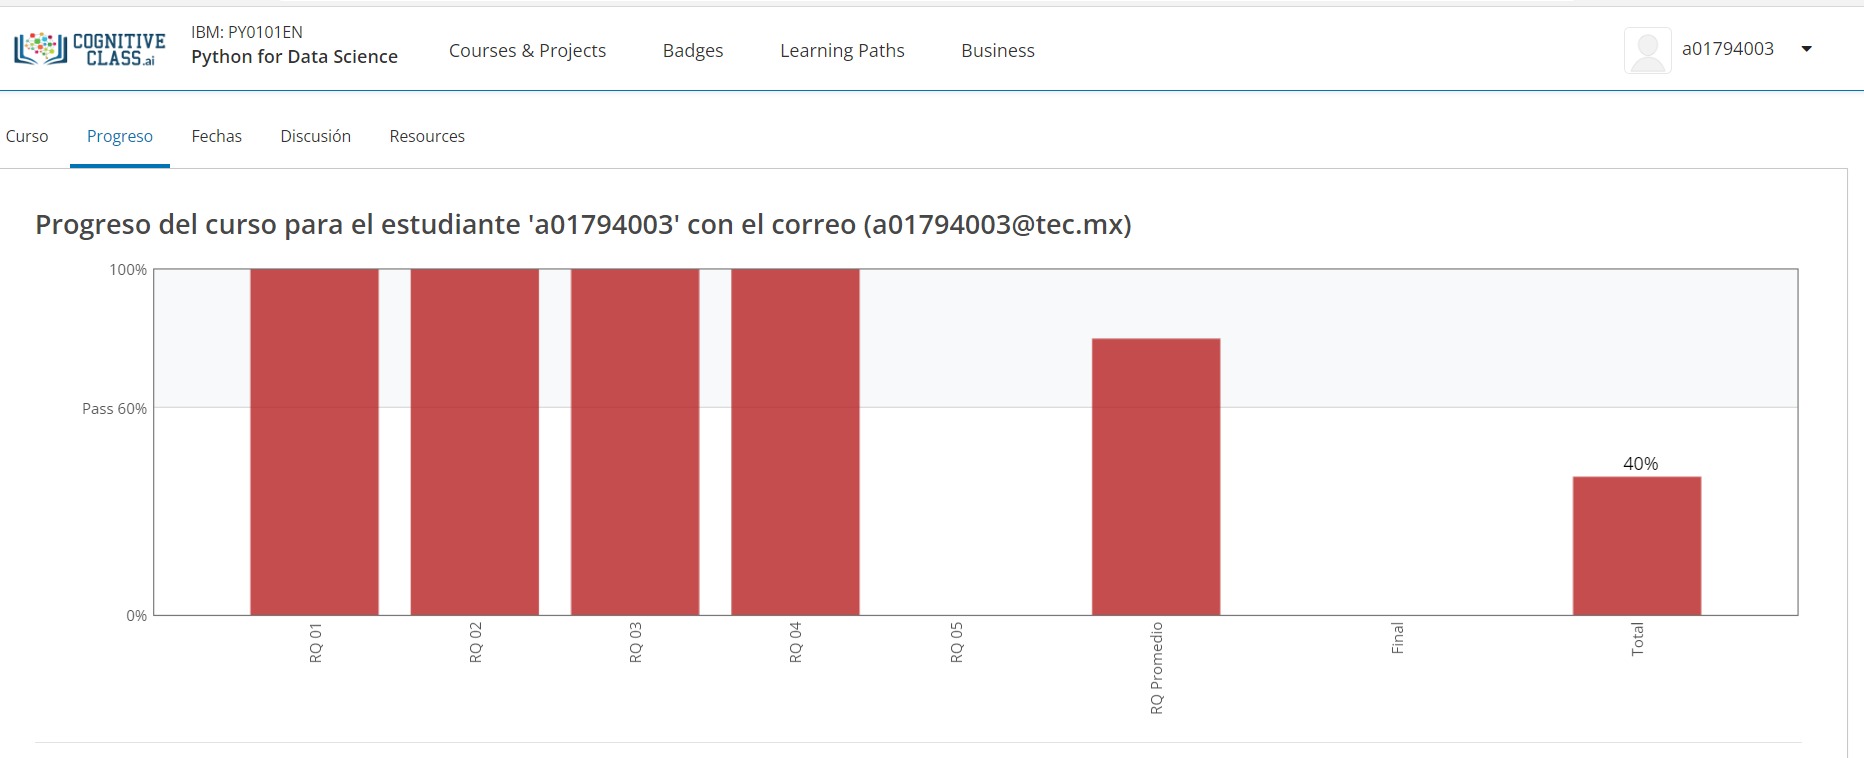 COGNITIVE
CLASS.ai
IBM: PY0101EN
Python for Data Science
Courses & Projects
Badges
Learning Paths
Business
a01794003
Curso
Progreso
Fechas
Discusión
Resources
Progreso del curso para el estudiante 'a01794003' con el correo (a01794003@tec.mx)
100%
Pass 60%
0%
40%
RQ 01
RQ 02
RQ 03
RQ 04
RQ 05
RQ Promedio
Final
Total